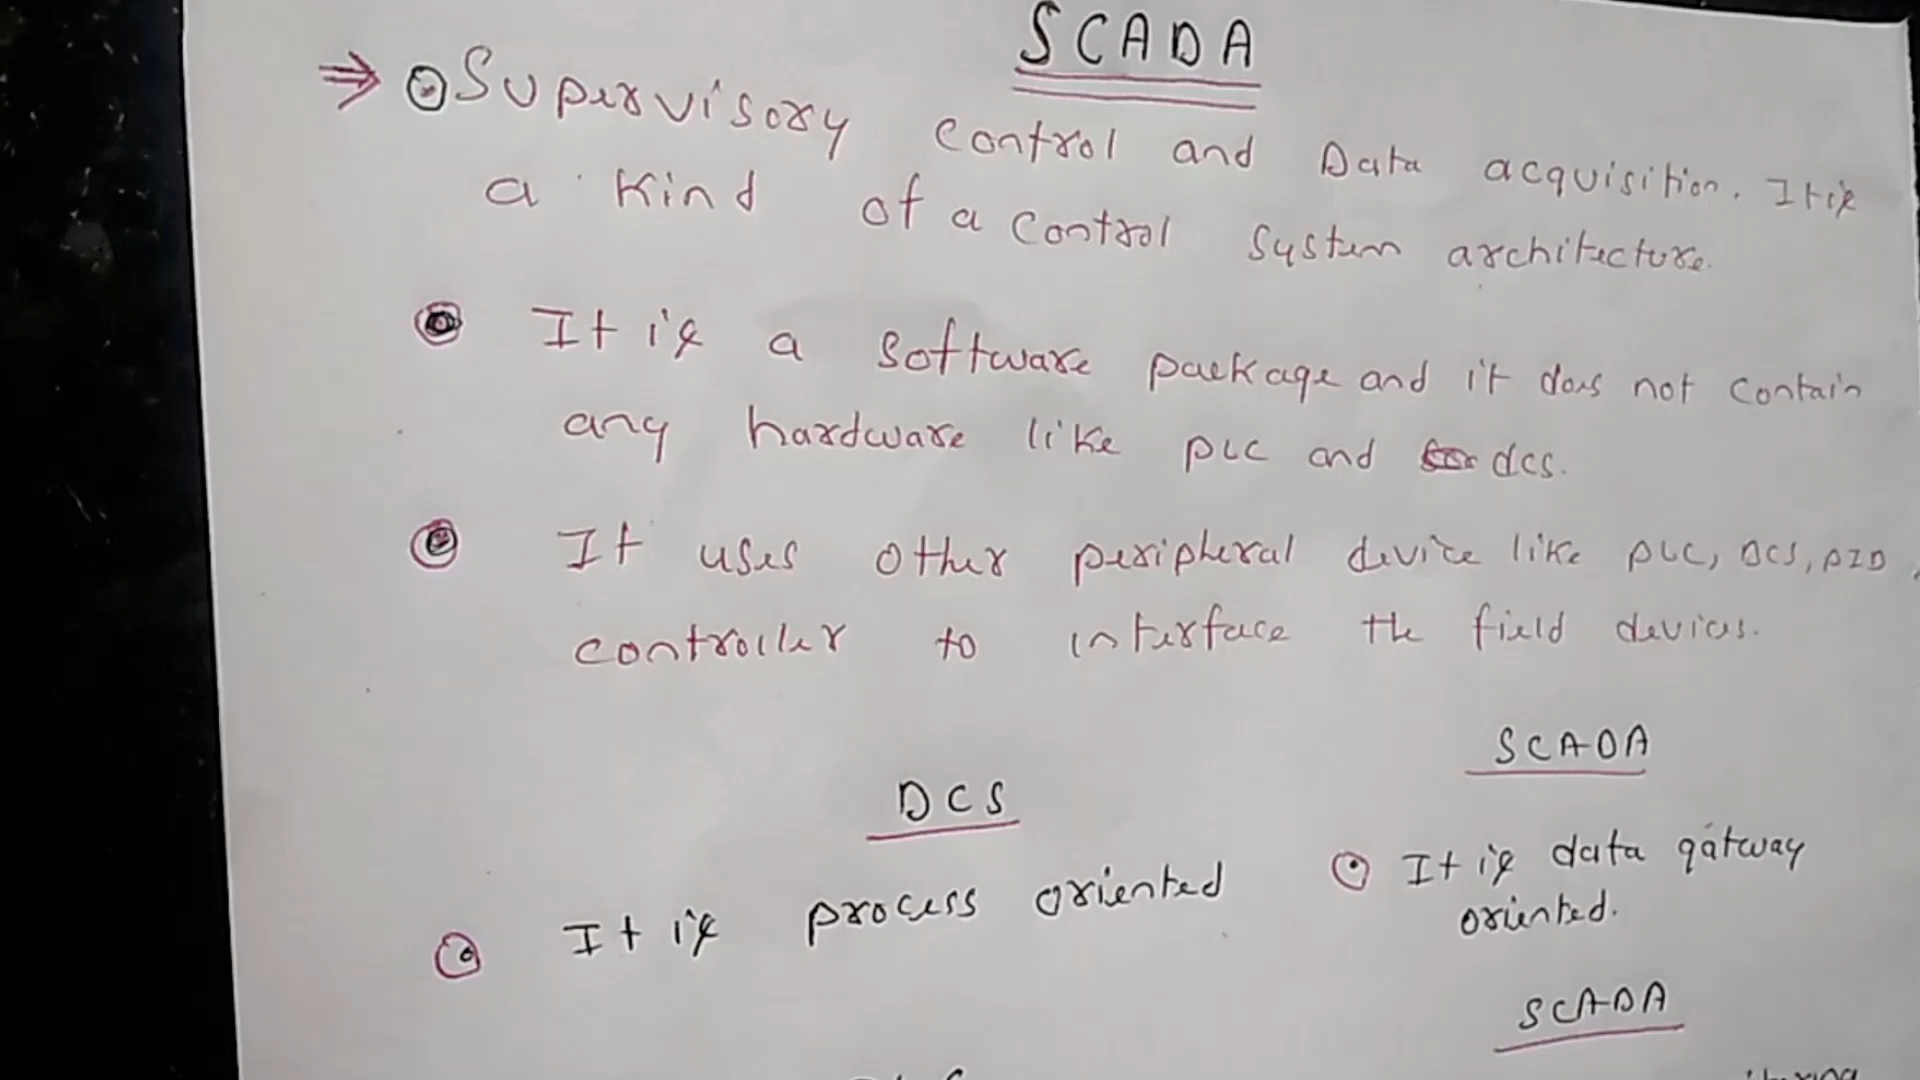 SCADA
⇒ Supervisory control and Data acquisition. It is
a kind of a control system architecture.
It is a software package and it does not contain
any hardware like PLC and dcs.
It uses other peripheral device like PLC, DCS, PID
controller to interface the field devices.
DCS
SCADA
It is process oriented
It is data gateway
oriented.
SCADA